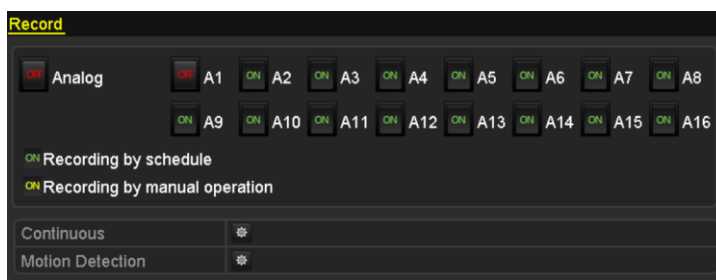 Record
OFF Analog OFF A1 ON A2 ON A3 ON A4 ON A5 ON A6 ON A7 ON A8
ON A9 ON A10 ON A11 ON A12 ON A13 ON A14 ON A15 ON A16
ON Recording by schedule
ON Recording by manual operation
Continuous
Motion Detection